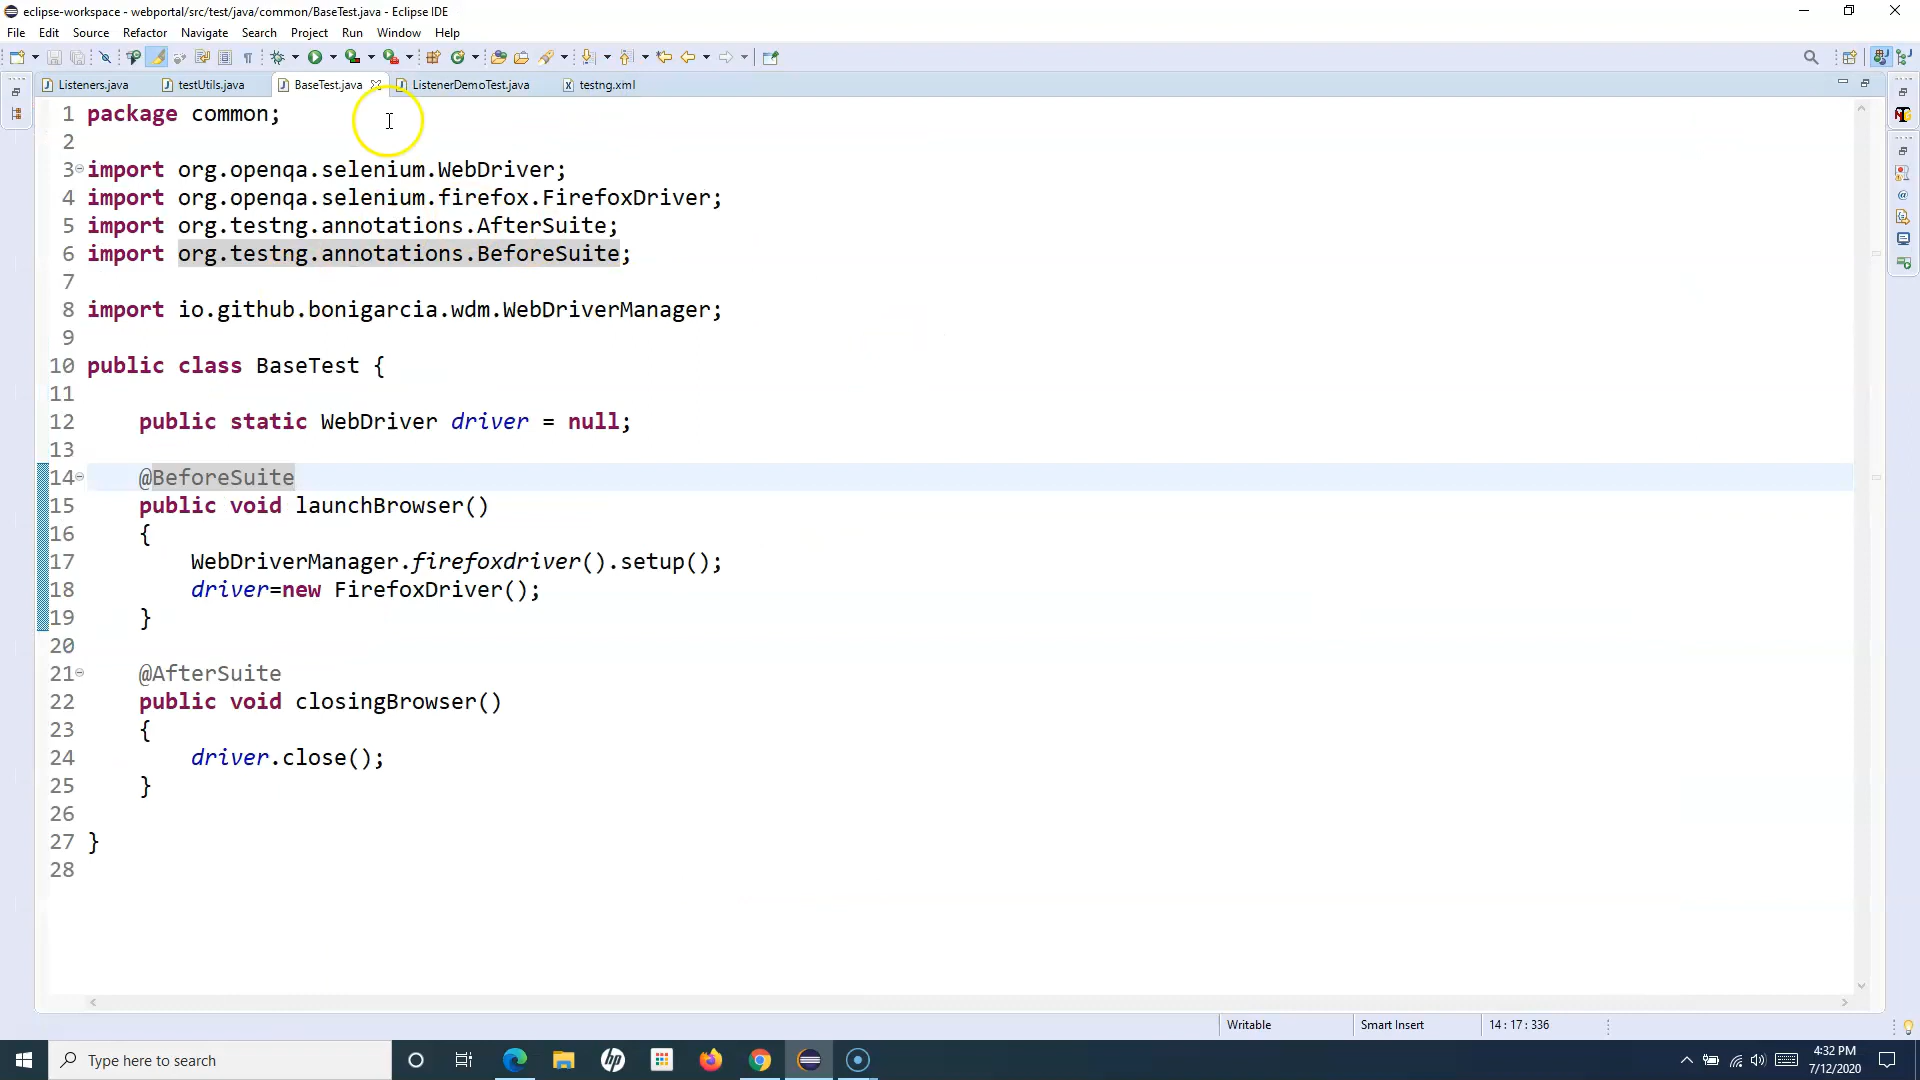 eclipse-workspace - webportal/src/test/java/common/BaseTest.java - Eclipse IDE
File Edit Source Refactor Navigate Search Project Run Window Help
Listeners.java testUtils.java BaseTest.java ListenerDemoTest.java testng.xml
1 package common;
2
3 import org.openqa.selenium.WebDriver;
4 import org.openqa.selenium.firefox.FirefoxDriver;
5 import org.testng.annotations.AfterSuite;
6 import org.testng.annotations.BeforeSuite;
7
8 import io.github.bonigarcia.wdm.WebDriverManager;
9
10 public class BaseTest {
11
12 public static WebDriver driver = null;
13
14 @BeforeSuite
15 public void launchBrowser()
16 {
17 WebDriverManager.firefoxdriver().setup();
18 driver=new FirefoxDriver();
19 }
20
21 @AfterSuite
22 public void closingBrowser()
23 {
24 driver.close();
25 }
26
27 }
28
Writable Smart Insert 14 : 17 : 336
Type here to search
hp
4:32 PM
7/12/2020